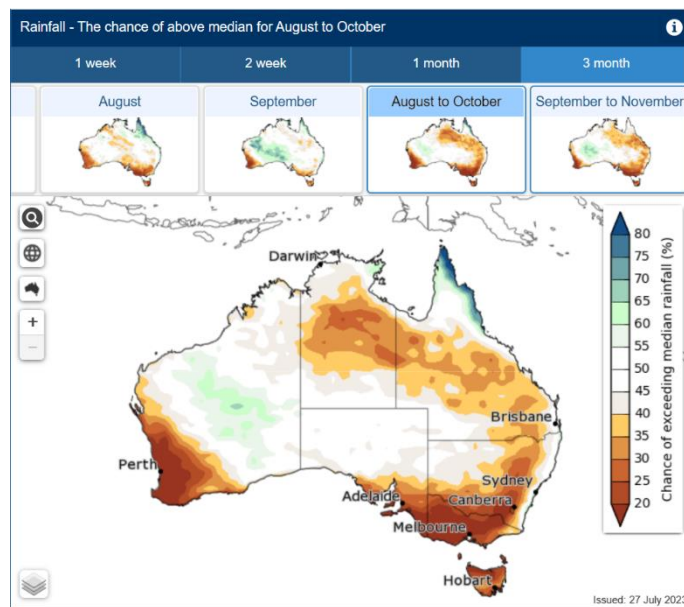 Rainfall - The chance of above median for August to October
i
1 week
2 week
1 month
3 month
August
September
August to October
September to November
+
−
Darwin
Brisbane
Perth
Sydney
Adelaide
Canberra
Melbourne
Hobart
80
75
70
65
60
55
50
45
40
35
30
25
20
Chance of exceeding median rainfall (%)
Issued: 27 July 2023